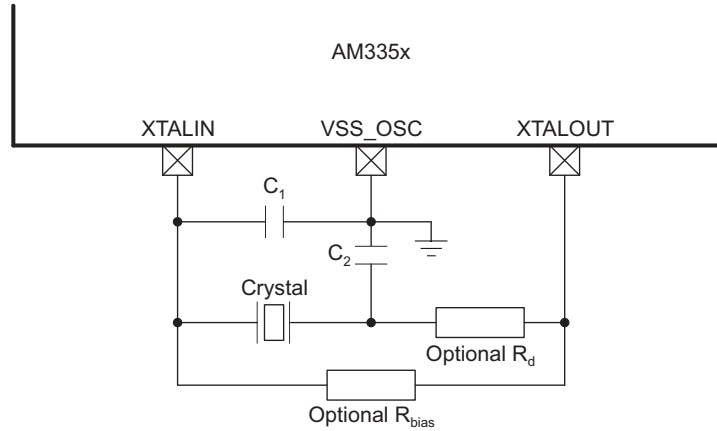 AM335x
XTALIN VSS_OSC XTALOUT
C1
C2
Crystal
Optional Rd
Optional Rbias